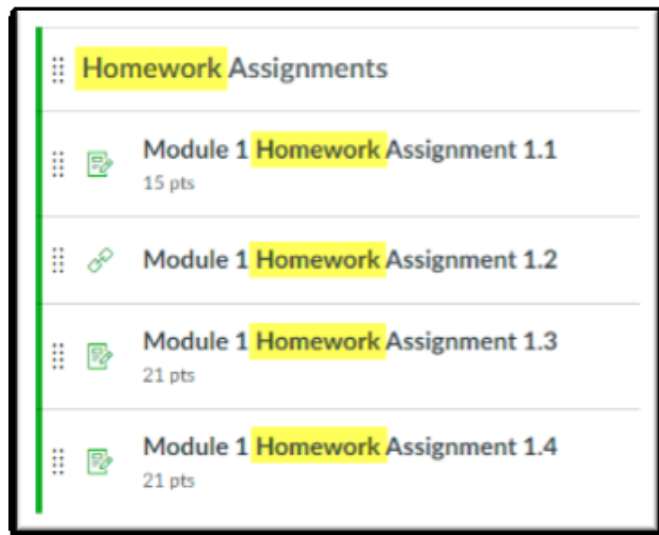 Homework Assignments
Module 1 Homework Assignment 1.1
15 pts
Module 1 Homework Assignment 1.2
Module 1 Homework Assignment 1.3
21 pts
Module 1 Homework Assignment 1.4
21 pts